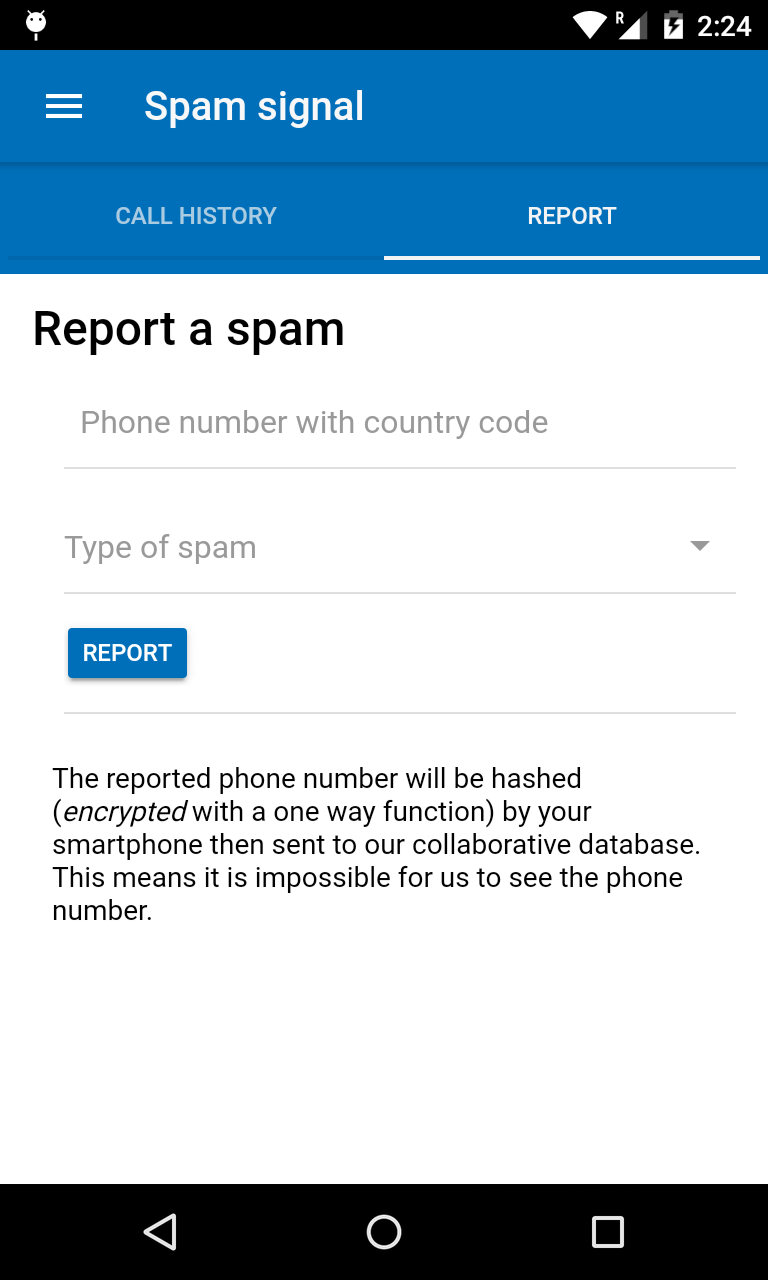 R 2:24
Spam signal
CALL HISTORY REPORT
Report a spam
Phone number with country code
Type of spam
REPORT
The reported phone number will be hashed
(encrypted with a one way function) by your
smartphone then sent to our collaborative database.
This means it is impossible for us to see the phone
number.